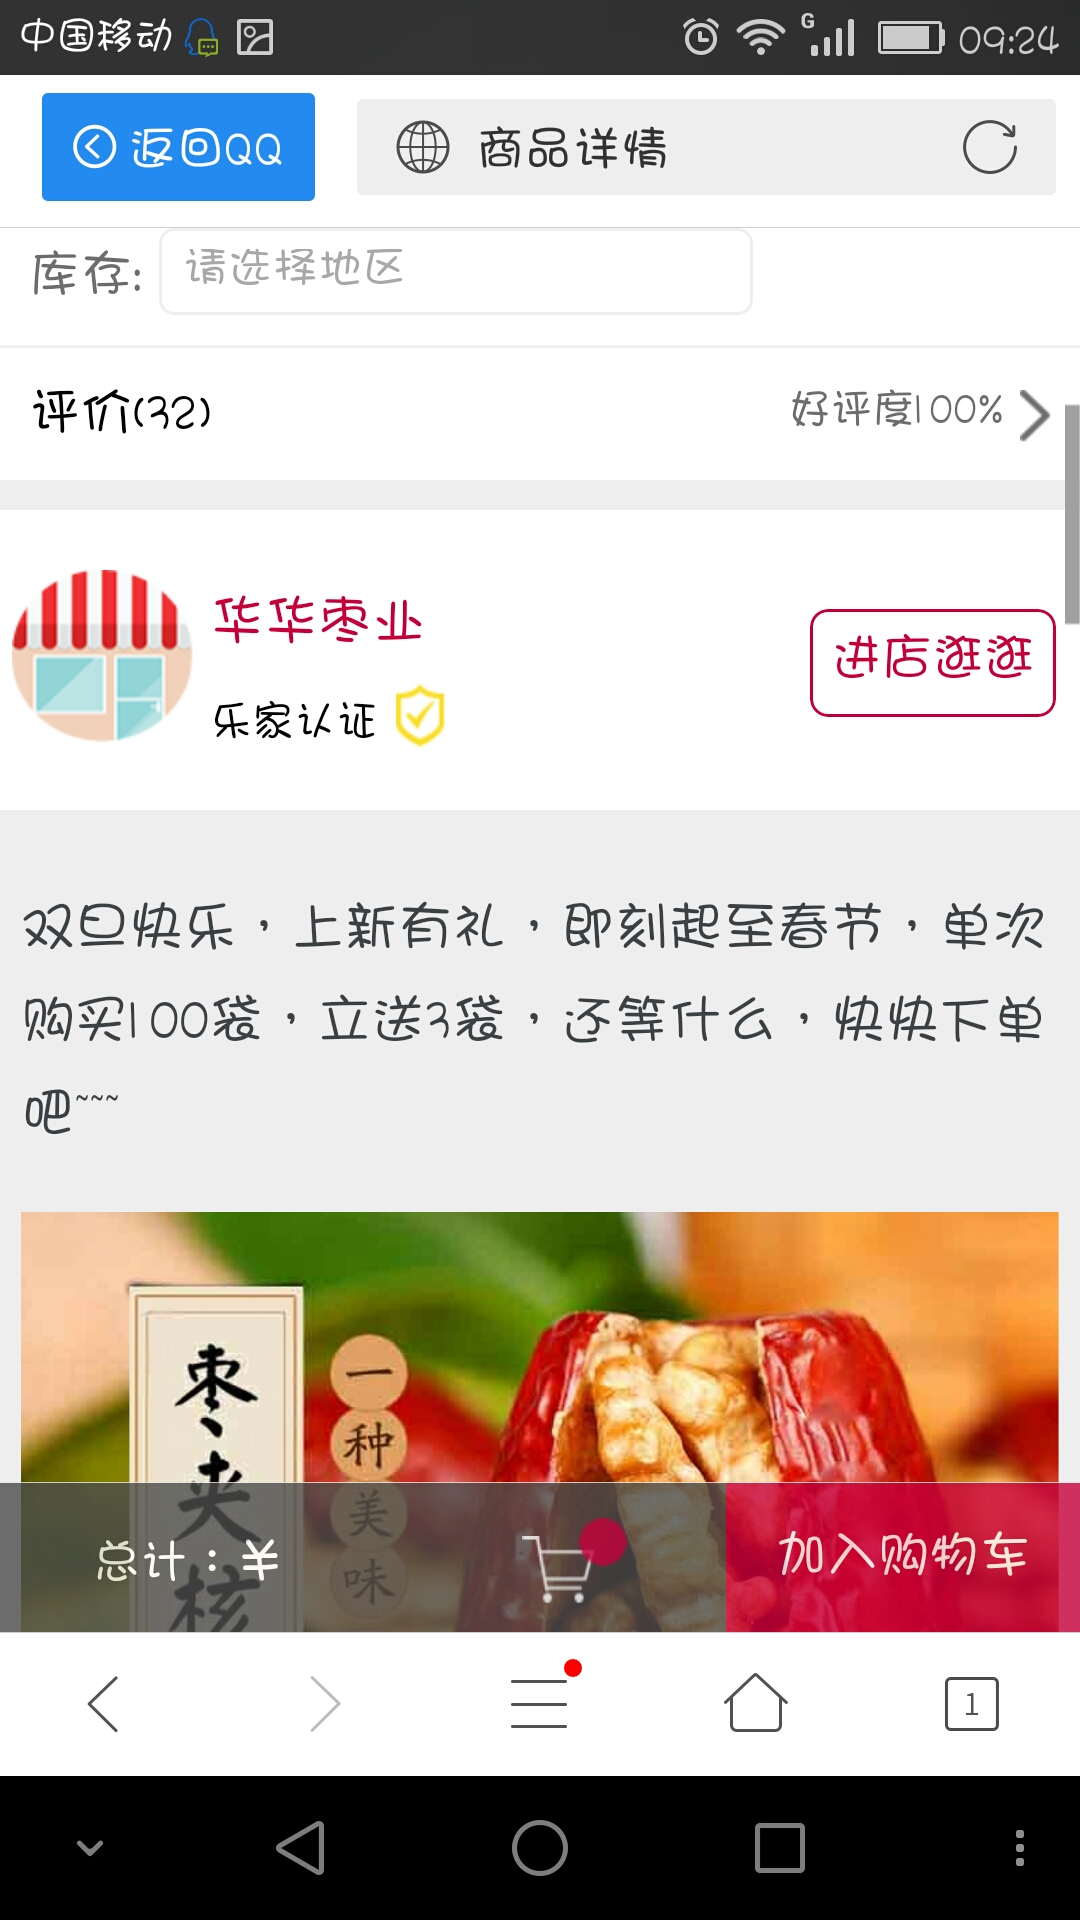 中国移动 G 09:24
返回QQ 商品详情
库存: 请选择地区
评价(32) 好评度100%
华华枣业
乐家认证
进店逛逛
双旦快乐，上新有礼，即刻起至春节，单次
购买100袋，立送3袋，还等什么，快快下单
吧~~~
枣夹核
一种美味
总计：¥ 加入购物车
1